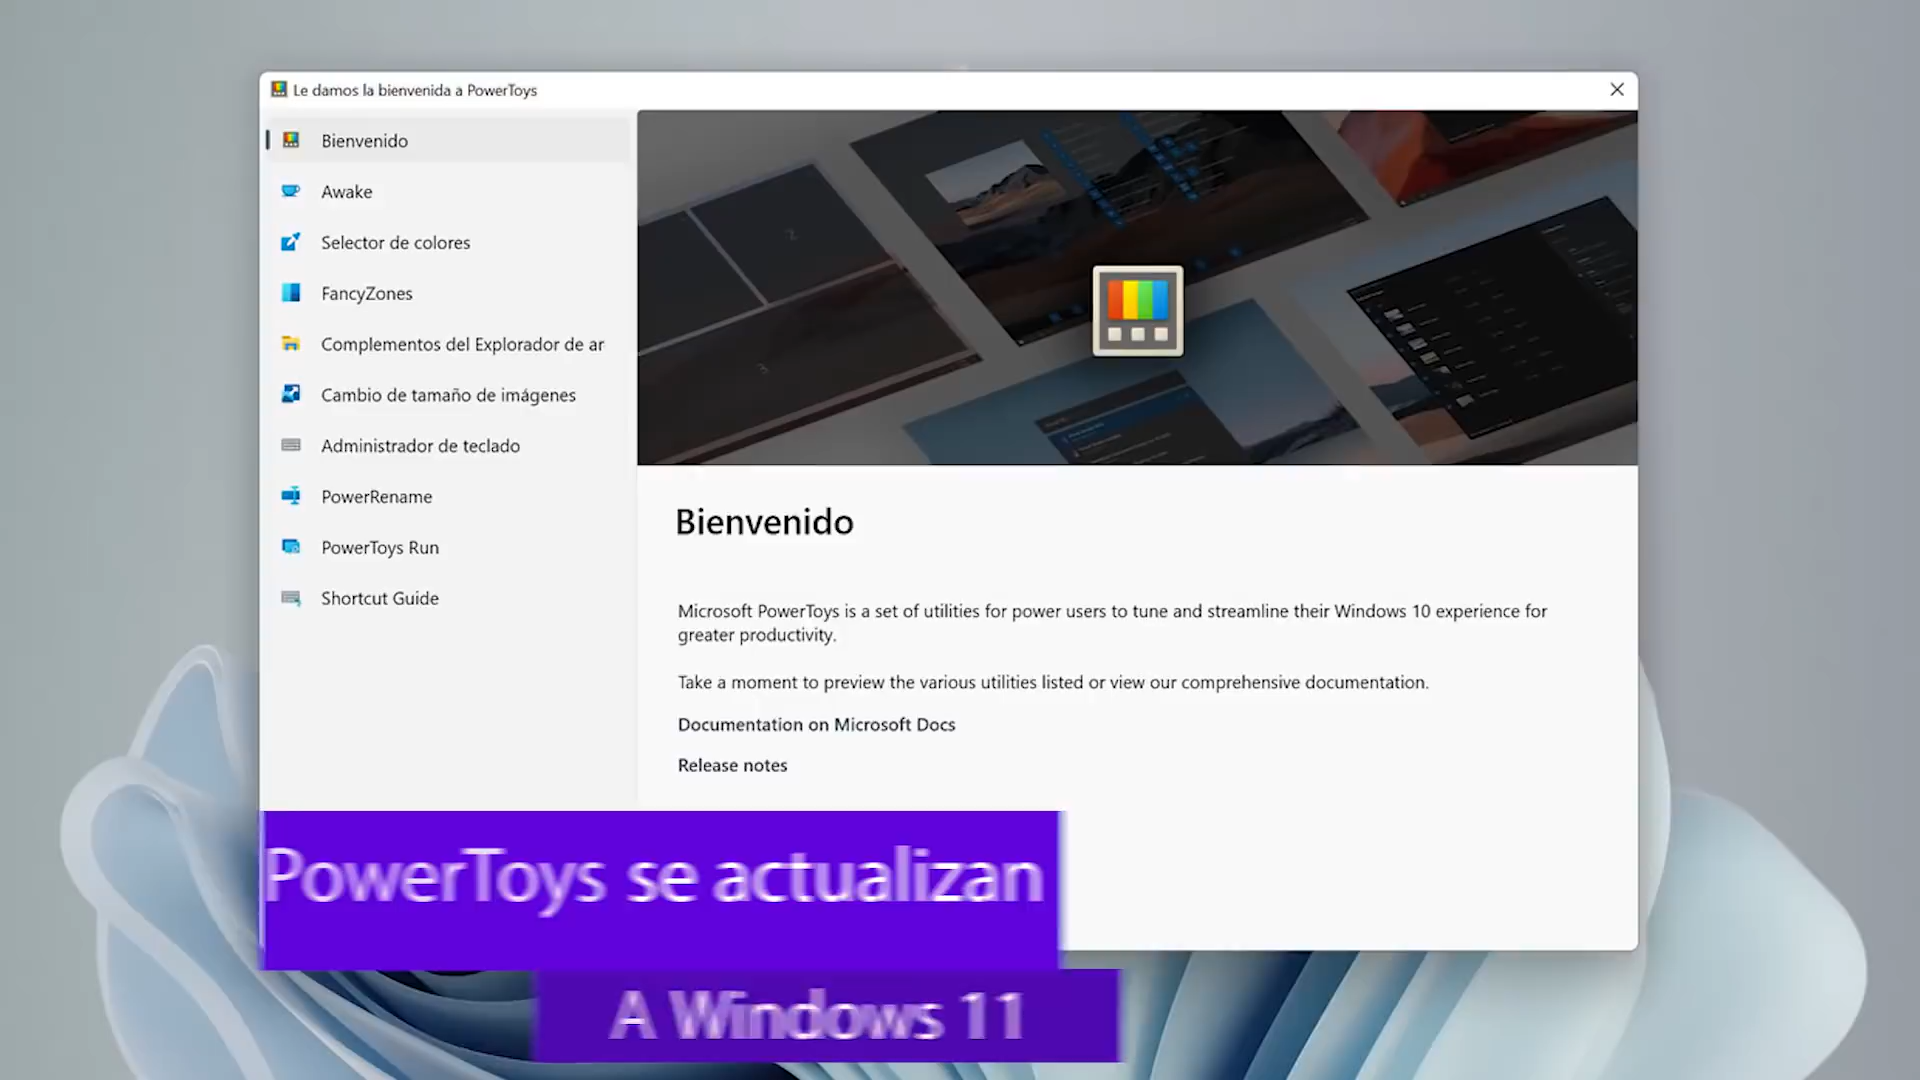 Le damos la bienvenida a PowerToys
Bienvenido
Awake
Selector de colores
FancyZones
Complementos del Explorador de ar
Cambio de tamaño de imágenes
Administrador de teclado
PowerRename
PowerToys Run
Shortcut Guide
2
3
Bienvenido
Microsoft PowerToys is a set of utilities for power users to tune and streamline their Windows 10 experience for
greater productivity.
Take a moment to preview the various utilities listed or view our comprehensive documentation.
Documentation on Microsoft Docs
Release notes
PowerToys se actualizan
A Windows 11